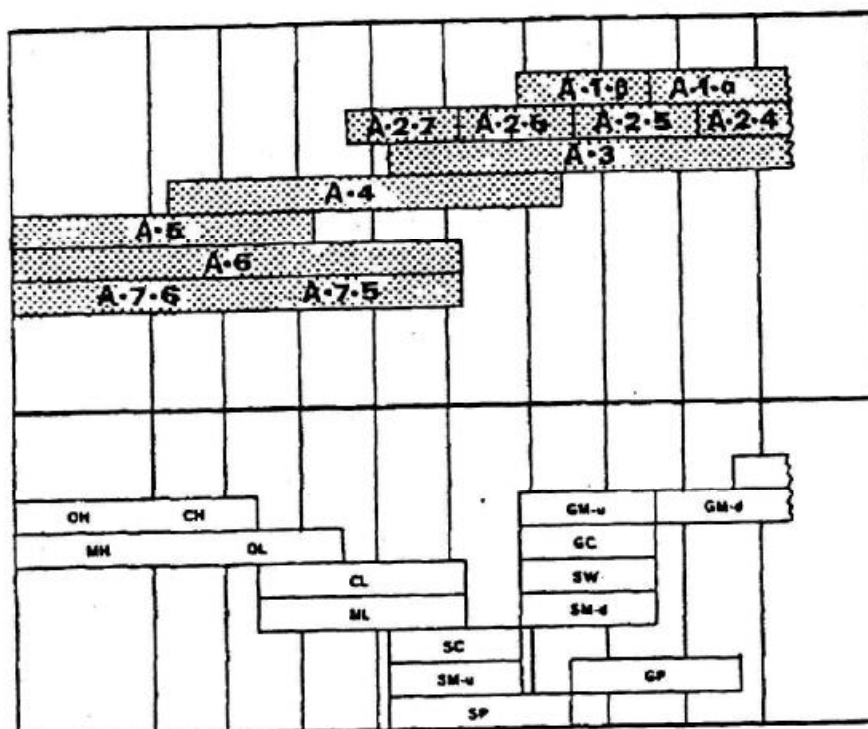 A-1-β A-1-α
A-2-7 A-2-6 A-2-5 A-2-4
A-3
A-4
A-5
A-6
A-7-6 A-7-5
OH CH GM-u GM-d
MH OL GC
CL SW
ML SM-d
SC
SM-u GP
SP